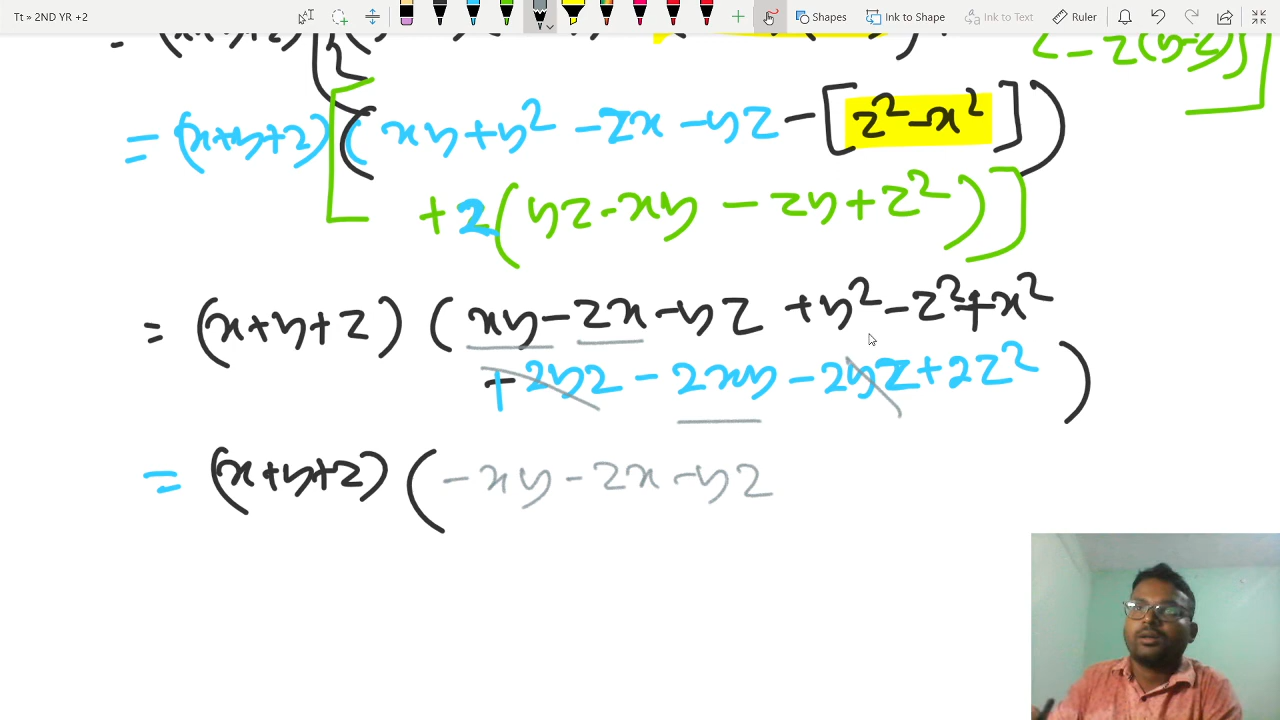 Tt » 2ND YR +2
Shapes Ink to Shape Ink to Text Ruler
z - z(y-z)
= (x+y+z) [( xy+y² -zx -yz - [z²-x²] )
+2(yz-xy - zy+z²)]
= (x+y+z) ( xy-zx-yz +y²-z²+x²
+2yz - 2xy - 2yz+2z² )
= (x+y+z) ( -xy-zx-yz